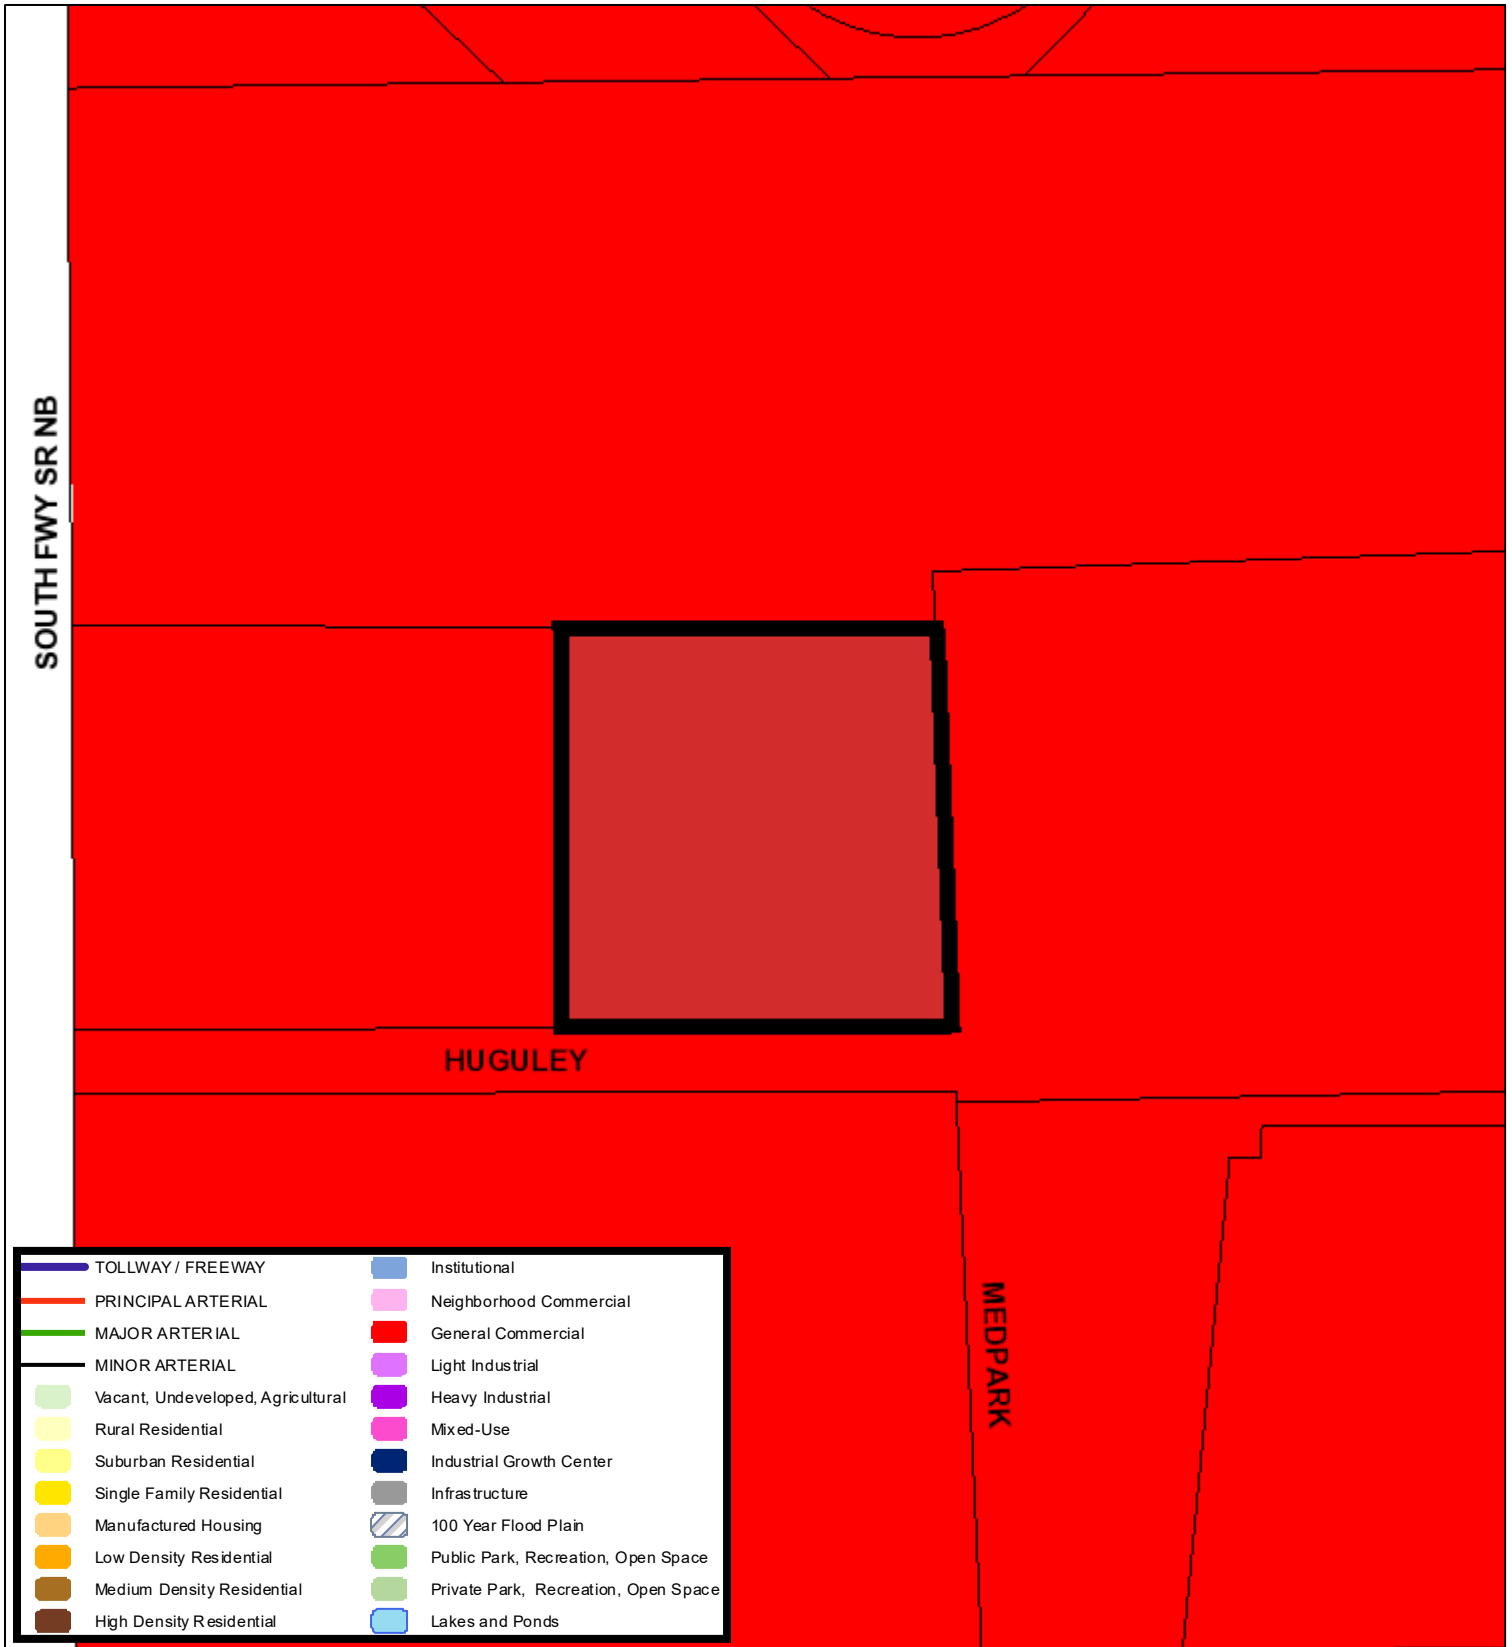 SOUTH FWY SR NB
HUGULEY
MEDPARK
TOLLWAY / FREEWAY
PRINCIPAL ARTERIAL
MAJOR ARTERIAL
MINOR ARTERIAL
Vacant, Undeveloped, Agricultural
Rural Residential
Suburban Residential
Single Family Residential
Manufactured Housing
Low Density Residential
Medium Density Residential
High Density Residential
Institutional
Neighborhood Commercial
General Commercial
Light Industrial
Heavy Industrial
Mixed-Use
Industrial Growth Center
Infrastructure
100 Year Flood Plain
Public Park, Recreation, Open Space
Private Park, Recreation, Open Space
Lakes and Ponds